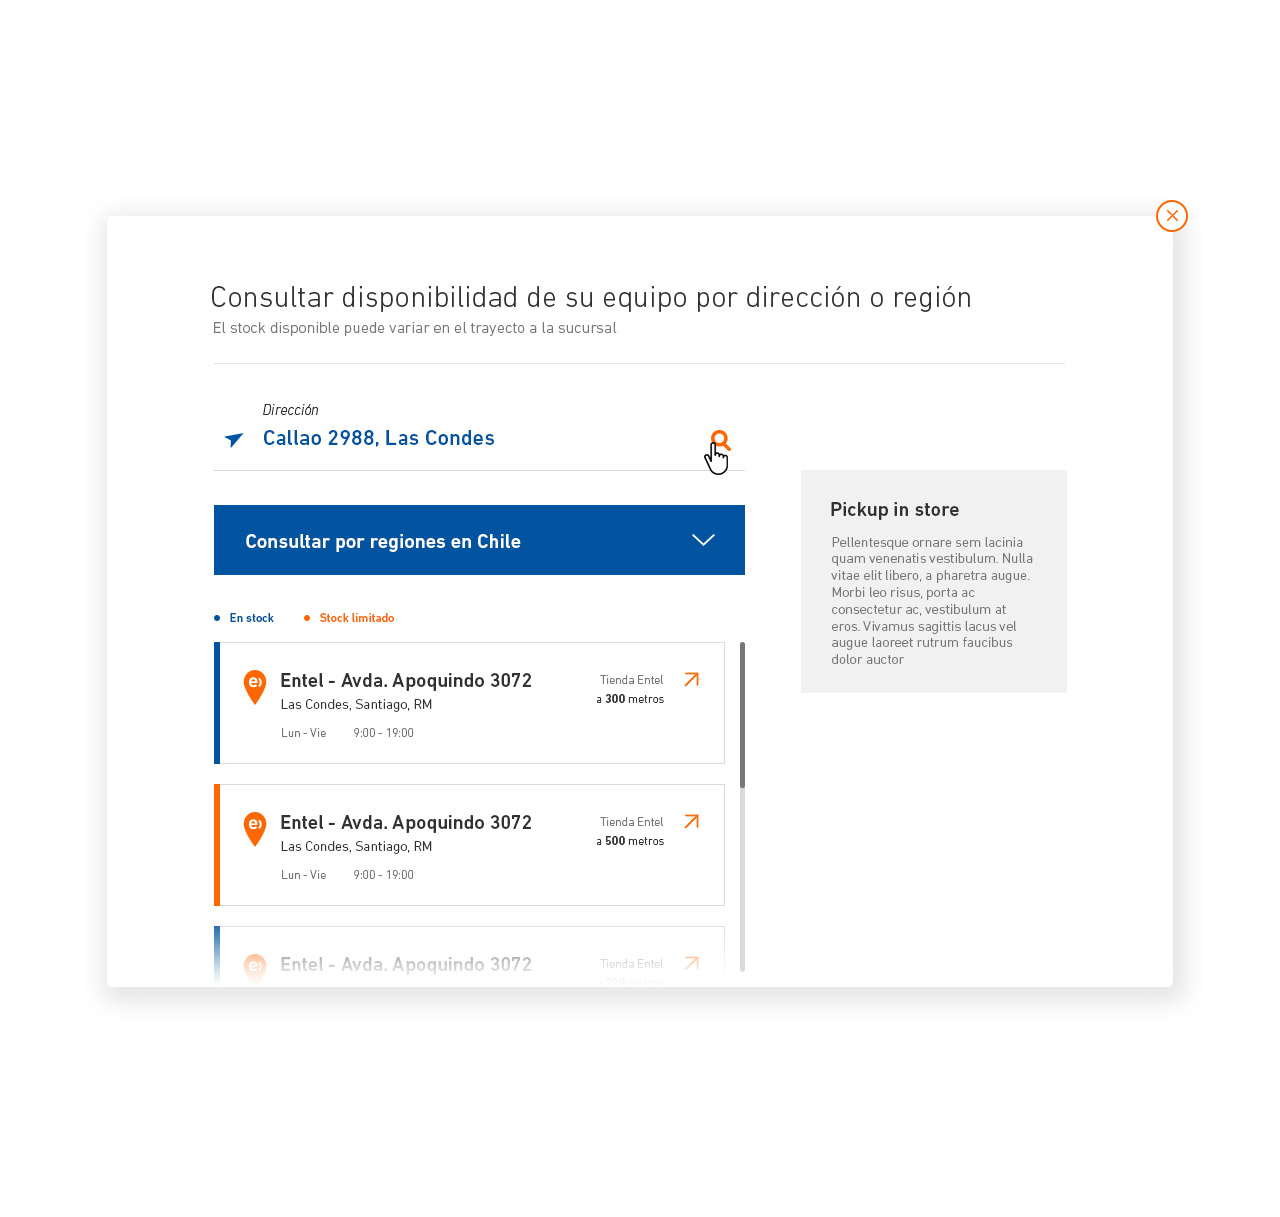 Consultar disponibilidad de su equipo por dirección o región
El stock disponible puede variar en el trayecto a la sucursal
Dirección
Callao 2988, Las Condes
Consultar por regiones en Chile
En stock
Stock limitado
Entel - Avda. Apoquindo 3072
Las Condes, Santiago, RM
Lun - Vie 9:00 - 19:00
Tienda Entel
a 300 metros
Entel - Avda. Apoquindo 3072
Las Condes, Santiago, RM
Lun - Vie 9:00 - 19:00
Tienda Entel
a 500 metros
Entel - Avda. Apoquindo 3072
Tienda Entel
Pickup in store
Pellentesque ornare sem lacinia
quam venenatis vestibulum. Nulla
vitae elit libero, a pharetra augue.
Morbi leo risus, porta ac
consectetur ac, vestibulum at
eros. Vivamus sagittis lacus vel
augue laoreet rutrum faucibus
dolor auctor